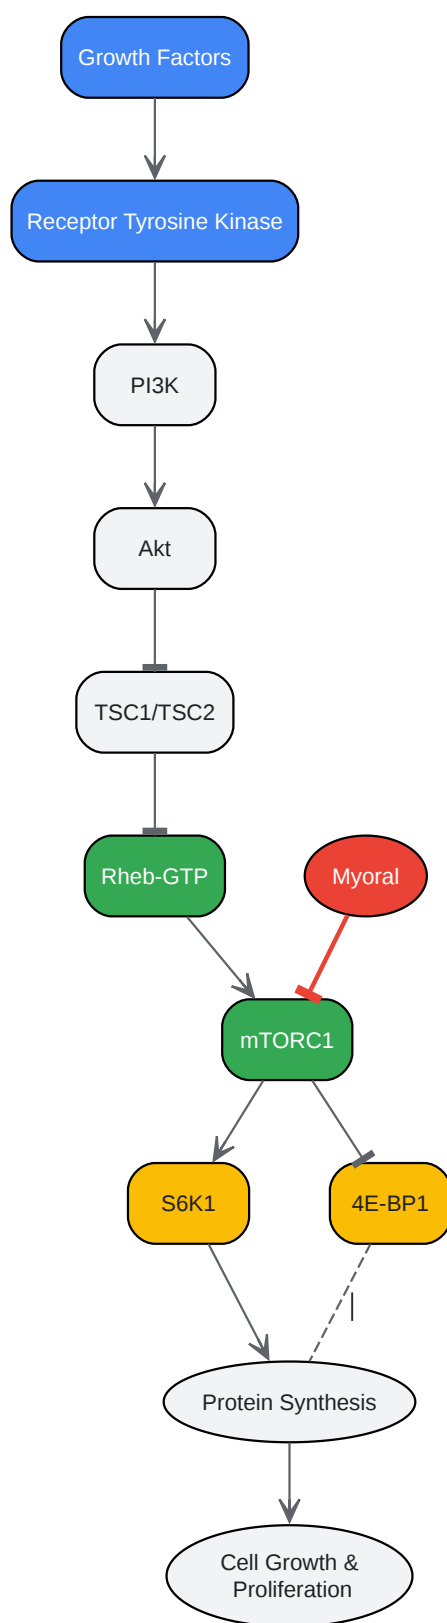 Growth Factors
Receptor Tyrosine Kinase
PI3K
Akt
TSC1/TSC2
Rheb-GTP
Myoral
mTORC1
S6K1
4E-BP1
|
Protein Synthesis
Cell Growth &
Proliferation